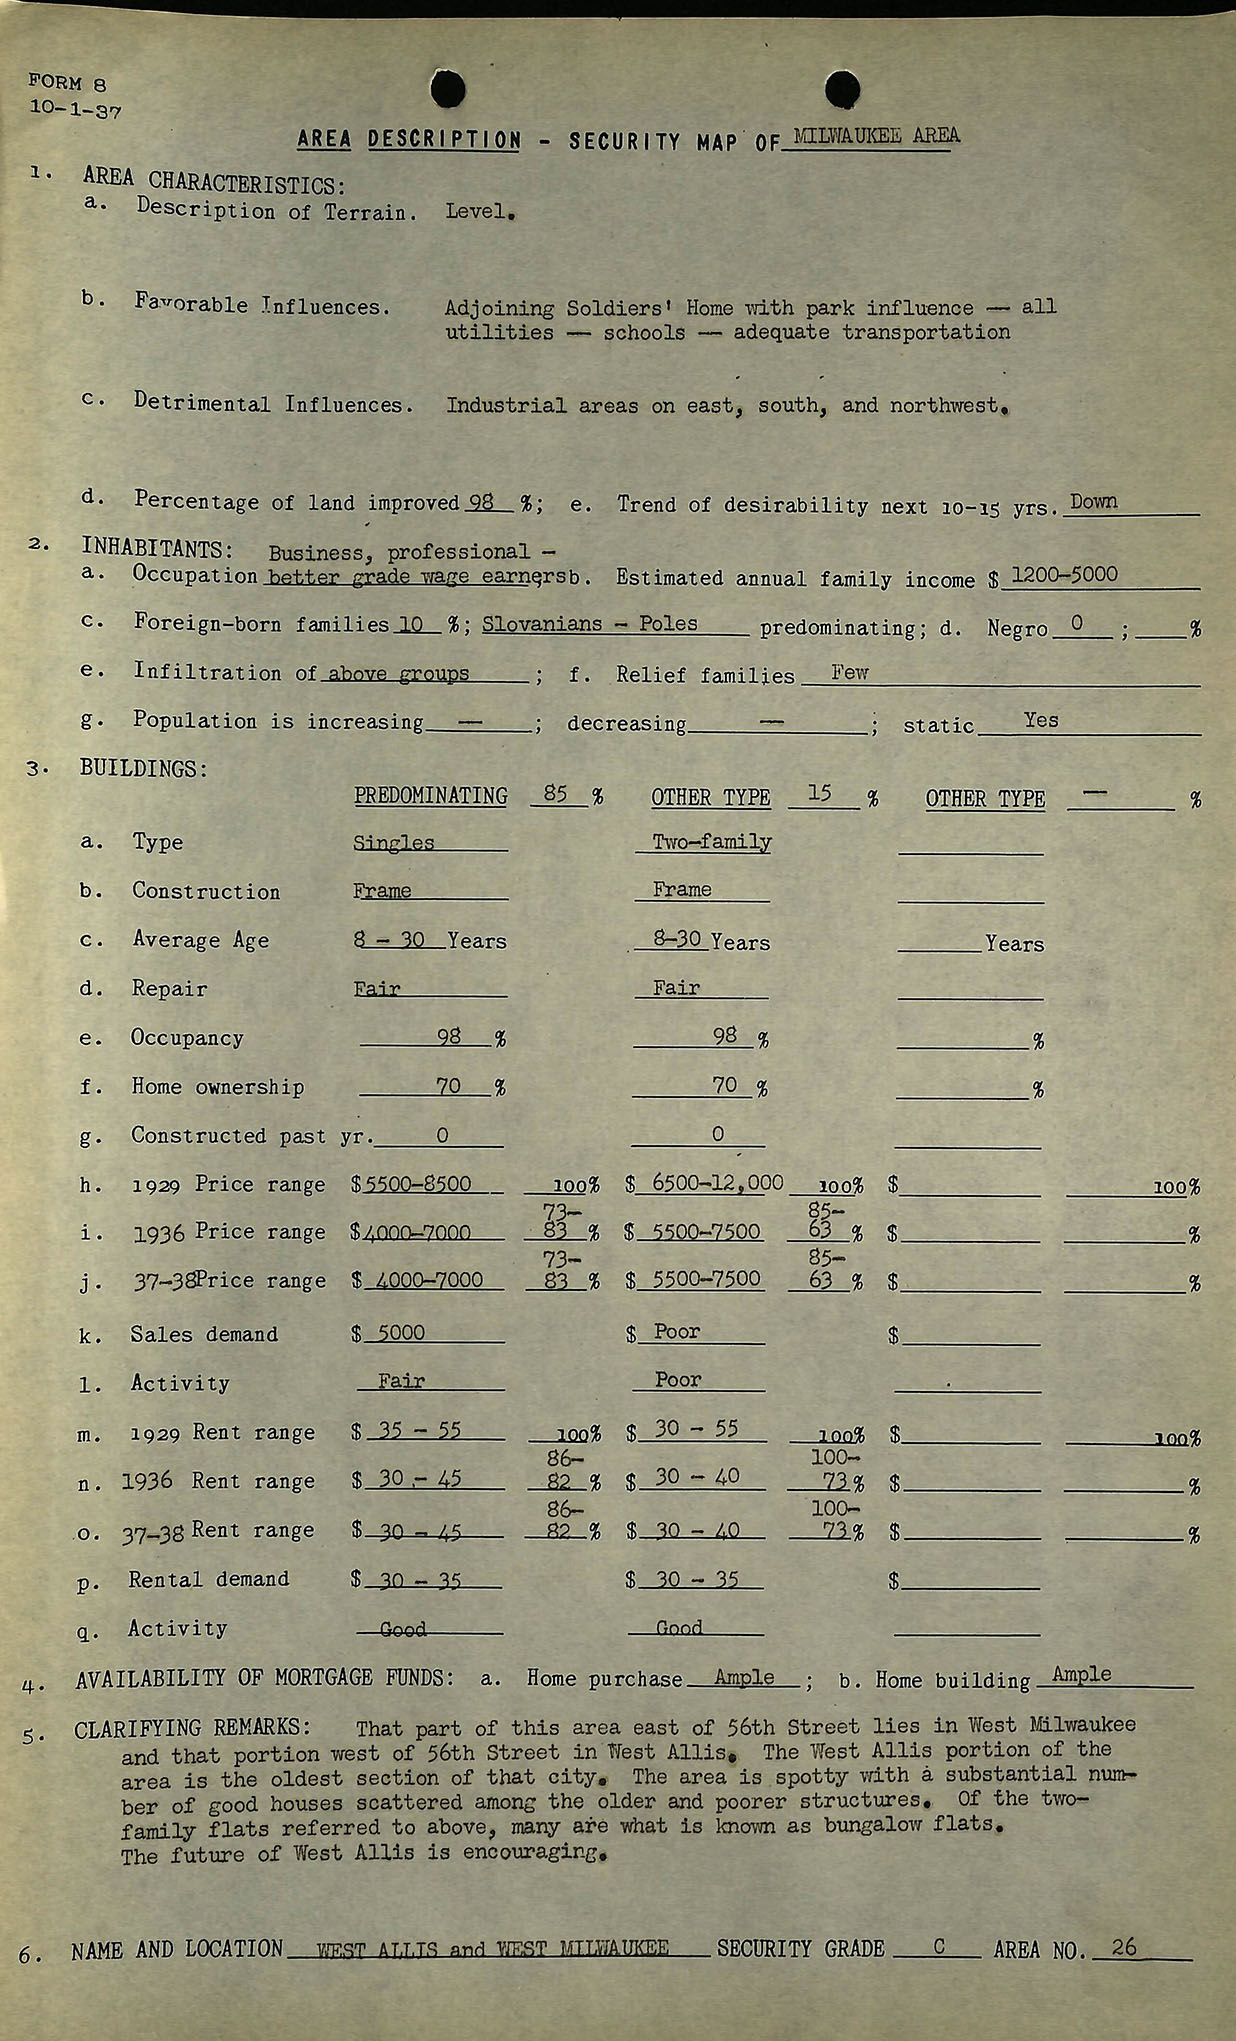 FORM 8
10-1-37
AREA DESCRIPTION - SECURITY MAP OF MILWAUKEE AREA
1. AREA CHARACTERISTICS:
a. Description of Terrain. Level.
b. Favorable Influences. Adjoining Soldiers' Home with park influence — all
utilities — schools — adequate transportation
c. Detrimental Influences. Industrial areas on east, south, and northwest.
d. Percentage of land improved 98 %; e. Trend of desirability next 10-15 yrs. Down
2. INHABITANTS: Business, professional -
a. Occupation better grade wage earners b. Estimated annual family income $ 1200-5000
c. Foreign-born families 10 %; Slovanians - Poles predominating; d. Negro 0 ; %
e. Infiltration of above groups ; f. Relief families Few
g. Population is increasing — ; decreasing — ; static Yes
3. BUILDINGS:
PREDOMINATING 85 % OTHER TYPE 15 % OTHER TYPE — %
a. Type Singles Two-family
b. Construction Frame Frame
c. Average Age 8 - 30 Years 8-30 Years Years
d. Repair Fair Fair
e. Occupancy 98 % 98 % %
f. Home ownership 70 % 70 % %
g. Constructed past yr. 0 0
h. 1929 Price range $ 5500-8500 100% $ 6500-12,000 100% $ 100%
73- 85-
i. 1936 Price range $ 4000-7000 83 % $ 5500-7500 63 % $ %
73- 85-
j. 37-38 Price range $ 4000-7000 83 % $ 5500-7500 63 % $ %
k. Sales demand $ 5000 $ Poor $
l. Activity Fair Poor
m. 1929 Rent range $ 35 - 55 100% $ 30 - 55 100% $ 100%
86- 100-
n. 1936 Rent range $ 30 - 45 82 % $ 30 - 40 73 % $ %
86- 100-
o. 37-38 Rent range $ 30 - 45 82 % $ 30 - 40 73 % $ %
p. Rental demand $ 30 - 35 $ 30 - 35 $
q. Activity Good Good
4. AVAILABILITY OF MORTGAGE FUNDS: a. Home purchase Ample ; b. Home building Ample
5. CLARIFYING REMARKS: That part of this area east of 56th Street lies in West Milwaukee
and that portion west of 56th Street in West Allis. The West Allis portion of the
area is the oldest section of that city. The area is spotty with a substantial num-
ber of good houses scattered among the older and poorer structures. Of the two-
family flats referred to above, many are what is known as bungalow flats.
The future of West Allis is encouraging.
6. NAME AND LOCATION WEST ALLIS and WEST MILWAUKEE SECURITY GRADE C AREA NO. 26